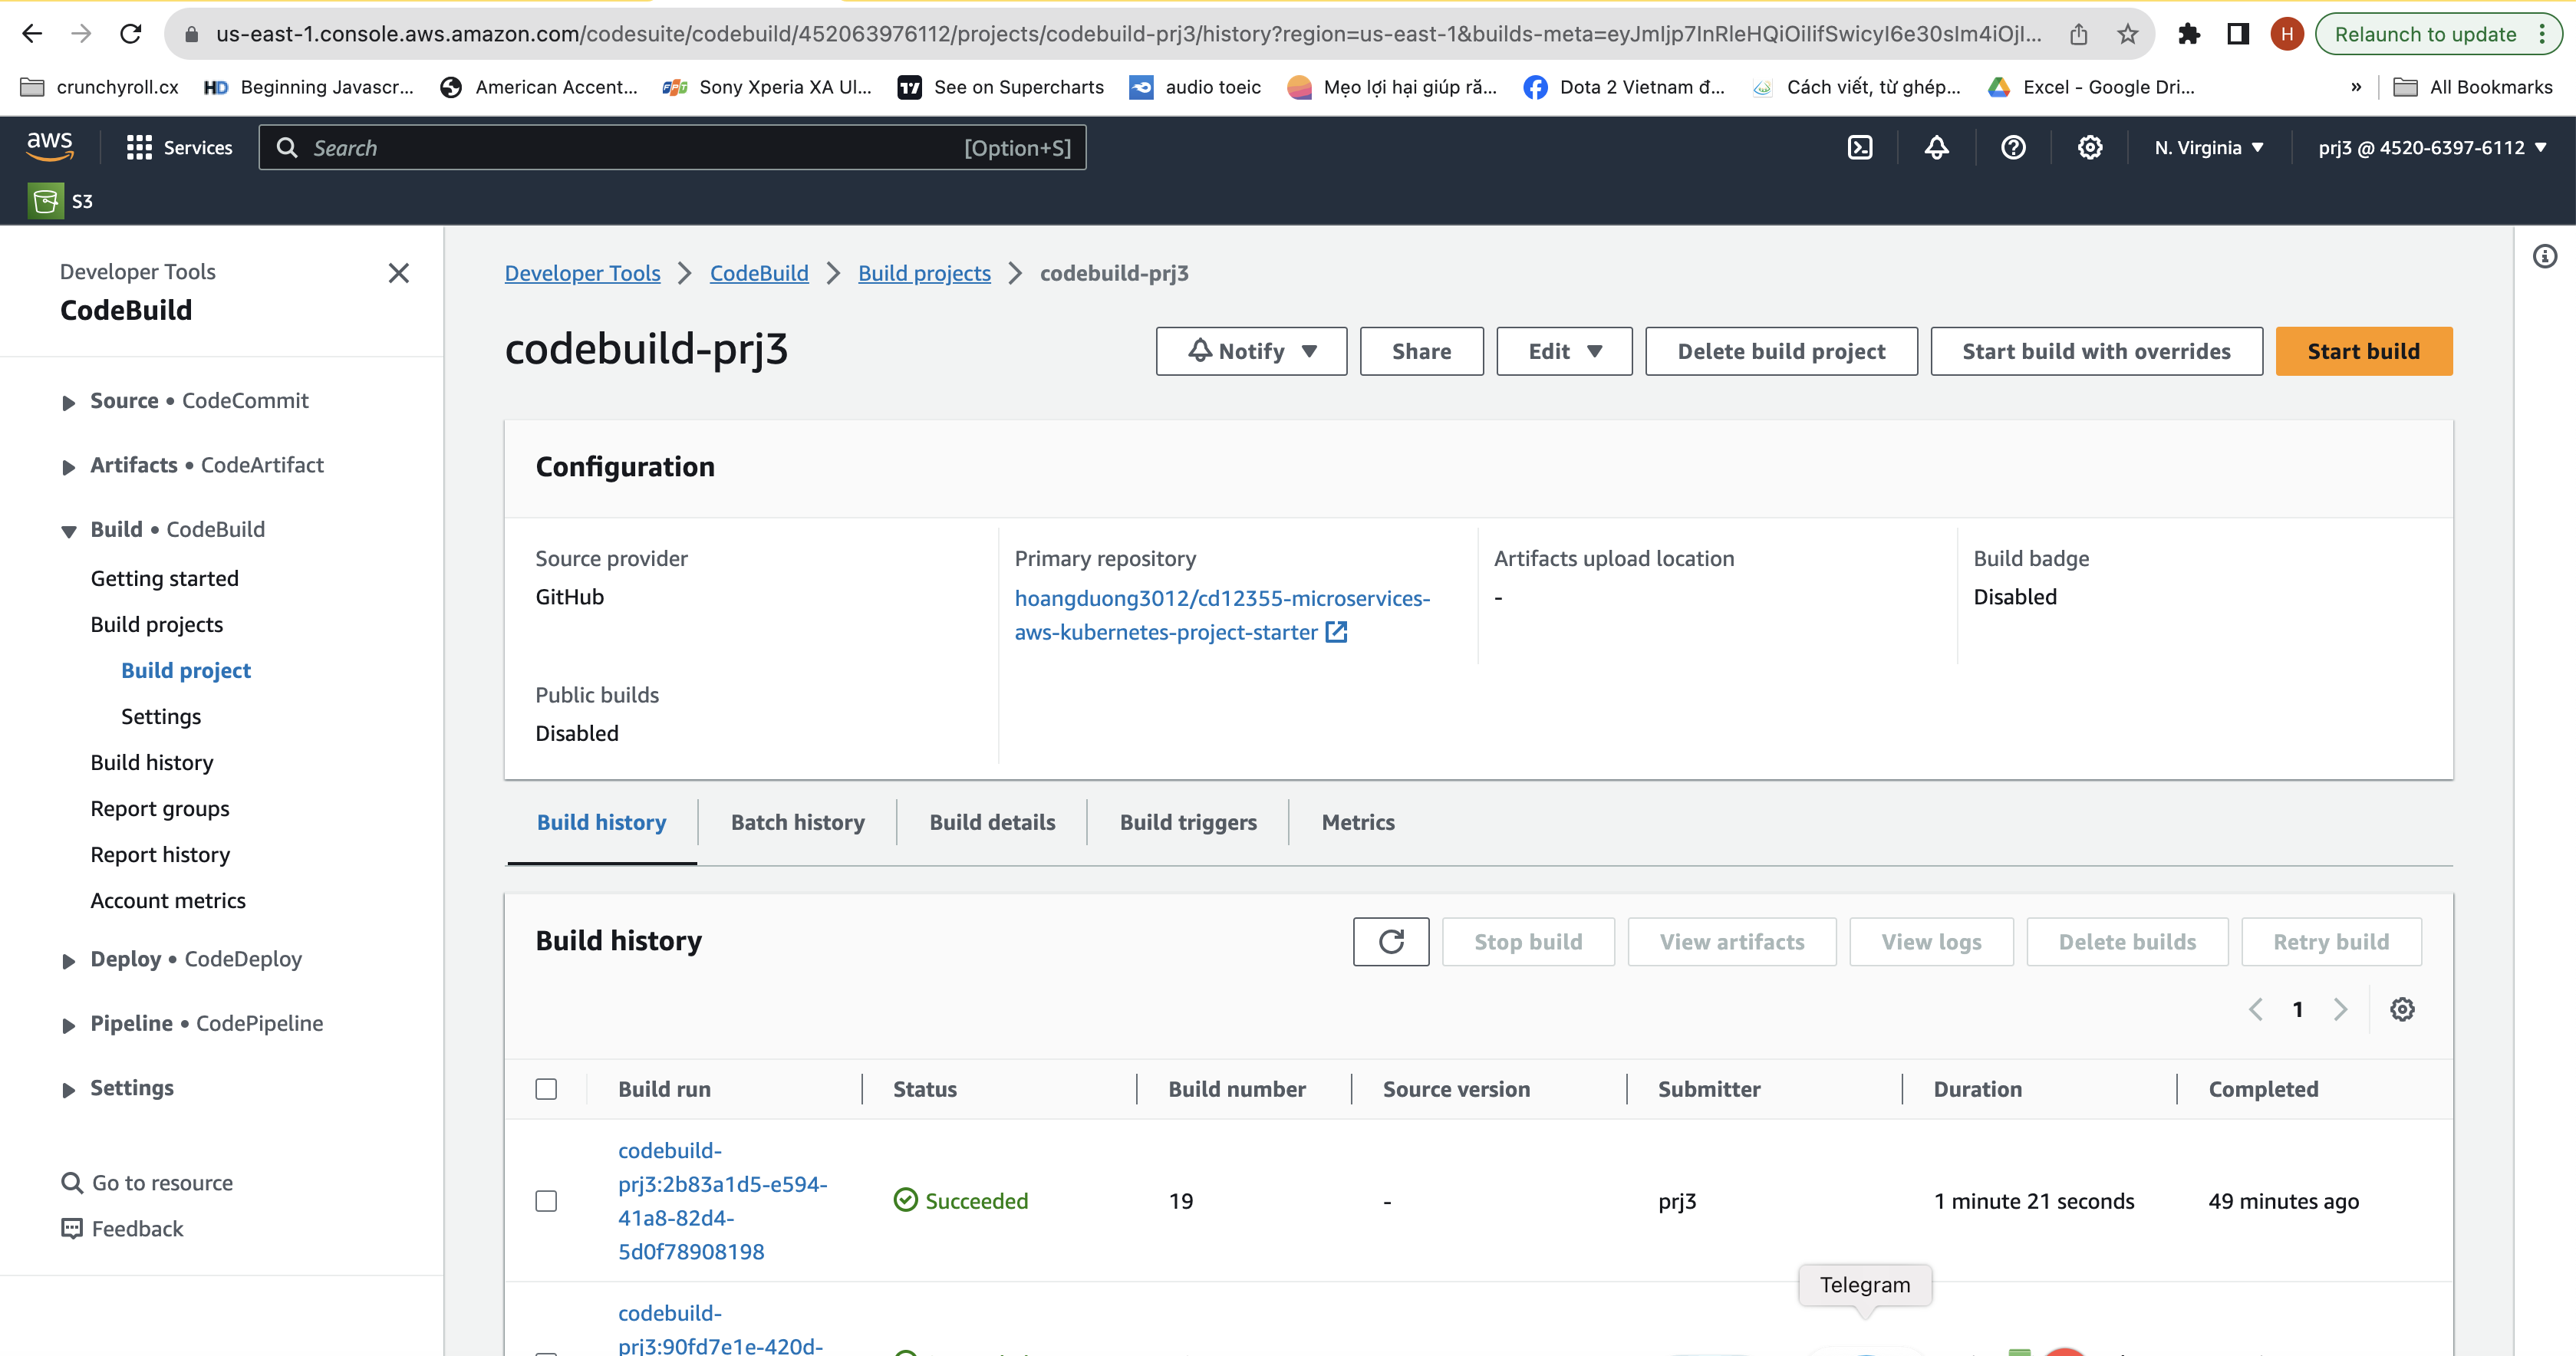 us-east-1.console.aws.amazon.com/codesuite/codebuild/452063976112/projects/codebuild-prj3/history?region=us-east-1&builds-meta=eyJmIjp7InRleHQiOiIifSwicyI6e30sIm4iOjI...
H
Relaunch to update
crunchyroll.cx
HD Beginning Javascr...
American Accent...
FPT Sony Xperia XA Ul...
See on Supercharts
audio toeic
Mẹo lợi hại giúp ră...
Dota 2 Vietnam đ...
Cách viết, từ ghép...
Excel - Google Dri...
»
All Bookmarks
aws
Services
Search
[Option+S]
N. Virginia
prj3 @ 4520-6397-6112
S3
Developer Tools
CodeBuild
Source • CodeCommit
Artifacts • CodeArtifact
Build • CodeBuild
Getting started
Build projects
Build project
Settings
Build history
Report groups
Report history
Account metrics
Deploy • CodeDeploy
Pipeline • CodePipeline
Settings
Go to resource
Feedback
Developer Tools > CodeBuild > Build projects > codebuild-prj3
codebuild-prj3
Notify
Share
Edit
Delete build project
Start build with overrides
Start build
Configuration
Source provider
GitHub
Primary repository
hoangduong3012/cd12355-microservices-
aws-kubernetes-project-starter
Artifacts upload location
-
Build badge
Disabled
Public builds
Disabled
Build history
Batch history
Build details
Build triggers
Metrics
Build history
Stop build
View artifacts
View logs
Delete builds
Retry build
1
Build run
Status
Build number
Source version
Submitter
Duration
Completed
codebuild-
prj3:2b83a1d5-e594-
41a8-82d4-
5d0f78908198
Succeeded
19
-
prj3
1 minute 21 seconds
49 minutes ago
Telegram
codebuild-
prj3:90fd7e1e-420d-